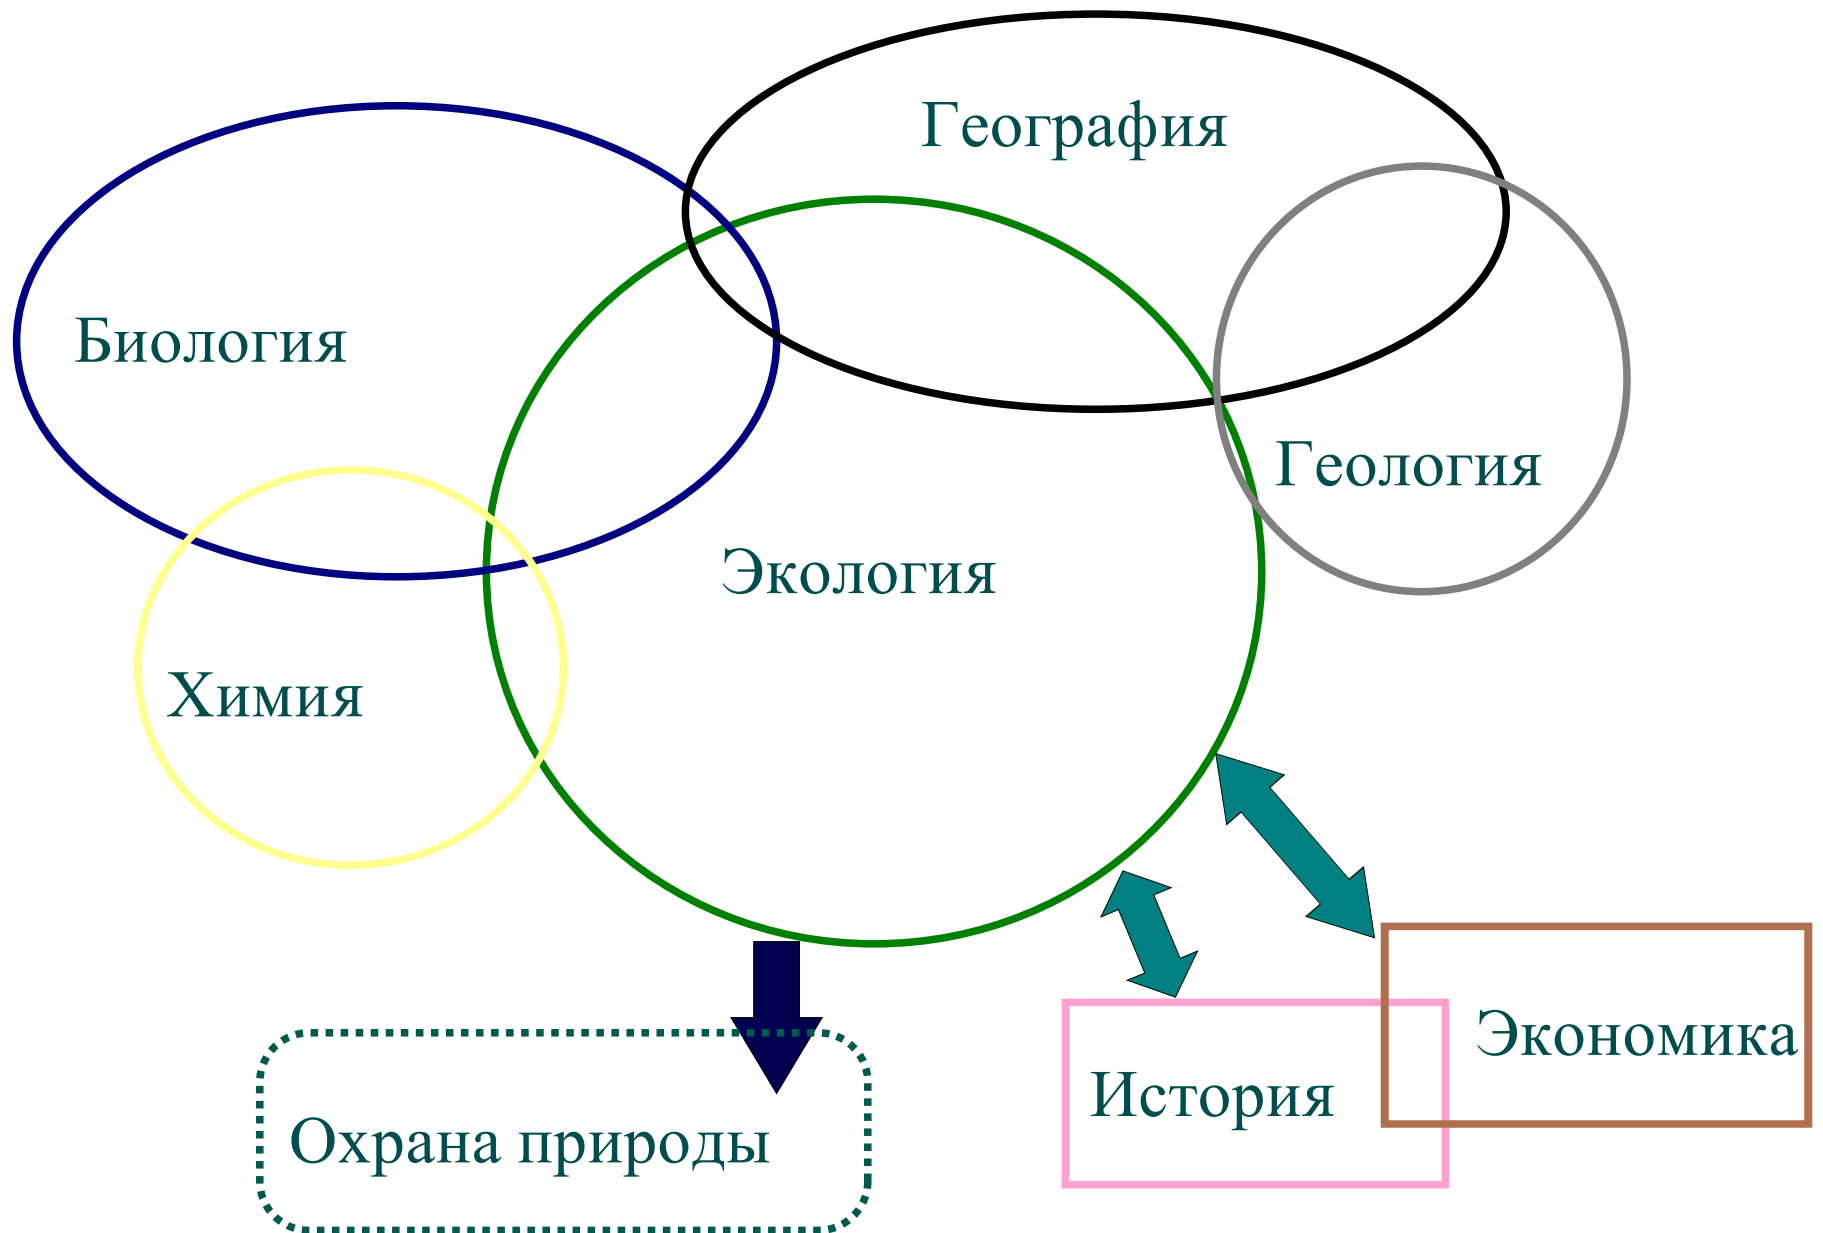 География
Биология
Геология
Экология
Химия
Экономика
История
Охрана природы